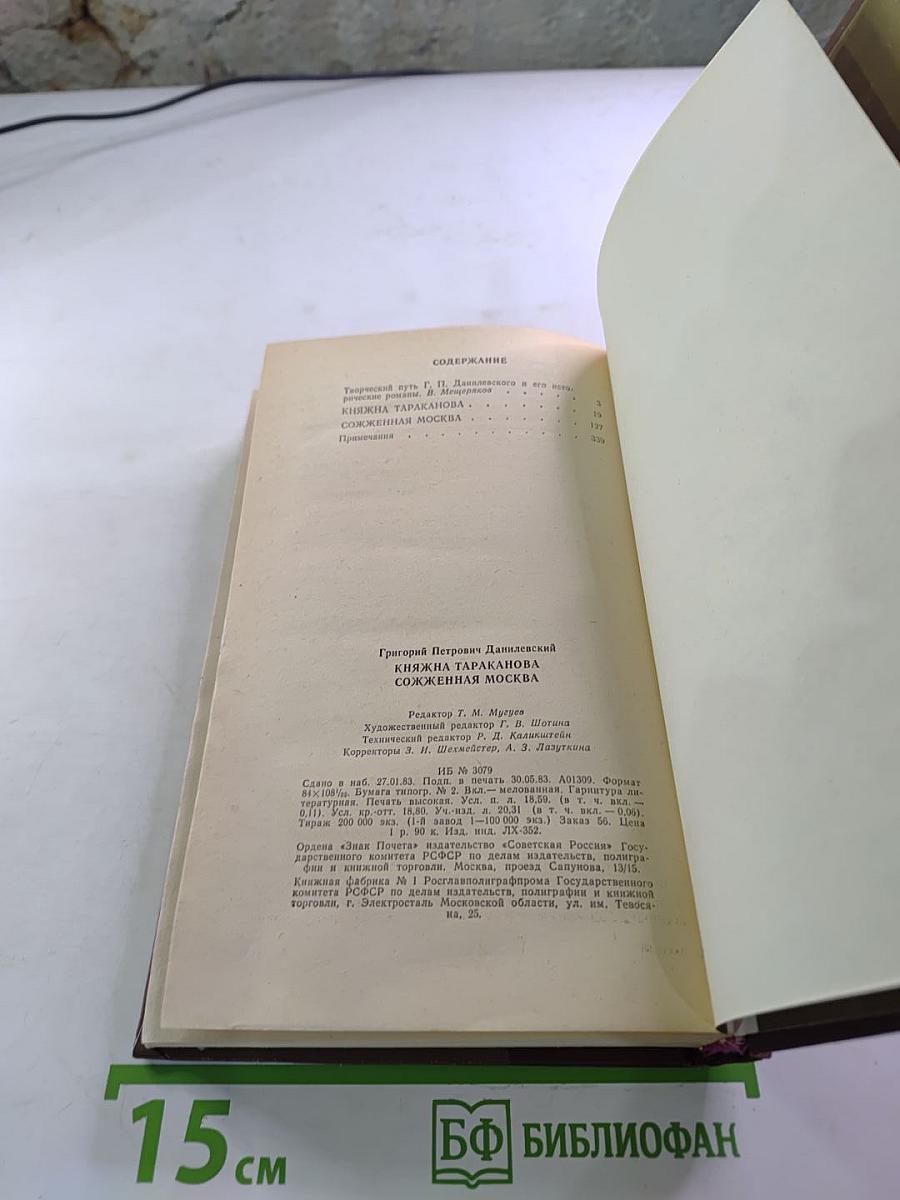 СОДЕРЖАНИЕ
Творческий путь Г. П. Данилевского и его исто-
рические романы. В. Мещеряков . . . . 3
КНЯЖНА ТАРАКАНОВА . . . . . . . 19
СОЖЖЕННАЯ МОСКВА . . . . . . . 127
Примечания . . . . . . . . . . . 339
Григорий Петрович Данилевский
КНЯЖНА ТАРАКАНОВА
СОЖЖЕННАЯ МОСКВА
Редактор Т. М. Мугуев
Художественный редактор Г. В. Шотина
Технический редактор Р. Д. Каликштейн
Корректоры З. И. Шехмейстер, А. З. Лазуткина
ИБ № 3079
Сдано в наб. 27.01.83. Подп. в печать 30.05.83. А01309. Формат
84×108¹/₃₂. Бумага типогр. № 2. Вкл.— мелованная. Гарнитура ли-
тературная. Печать высокая. Усл. п. л. 18,59. (в т. ч. вкл. —
0,11). Усл. кр.-отт. 18,80. Уч.-изд. л. 20,31 (в т. ч. вкл. — 0,06).
Тираж 200 000 экз. (1-й завод 1—100 000 экз.) Заказ 56. Цена
1 р. 90 к. Изд. инд. ЛХ-352.
Ордена «Знак Почета» издательство «Советская Россия» Госу-
дарственного комитета РСФСР по делам издательств, полигра-
фии и книжной торговли. Москва, проезд Сапунова, 13/15.
Книжная фабрика № 1 Росглавполиграфпрома Государственного
комитета РСФСР по делам издательств, полиграфии и книжной
торговли, г. Электросталь Московской области, ул. им. Тевося-
на, 25.
15 см
БФ БИБЛИОФАН